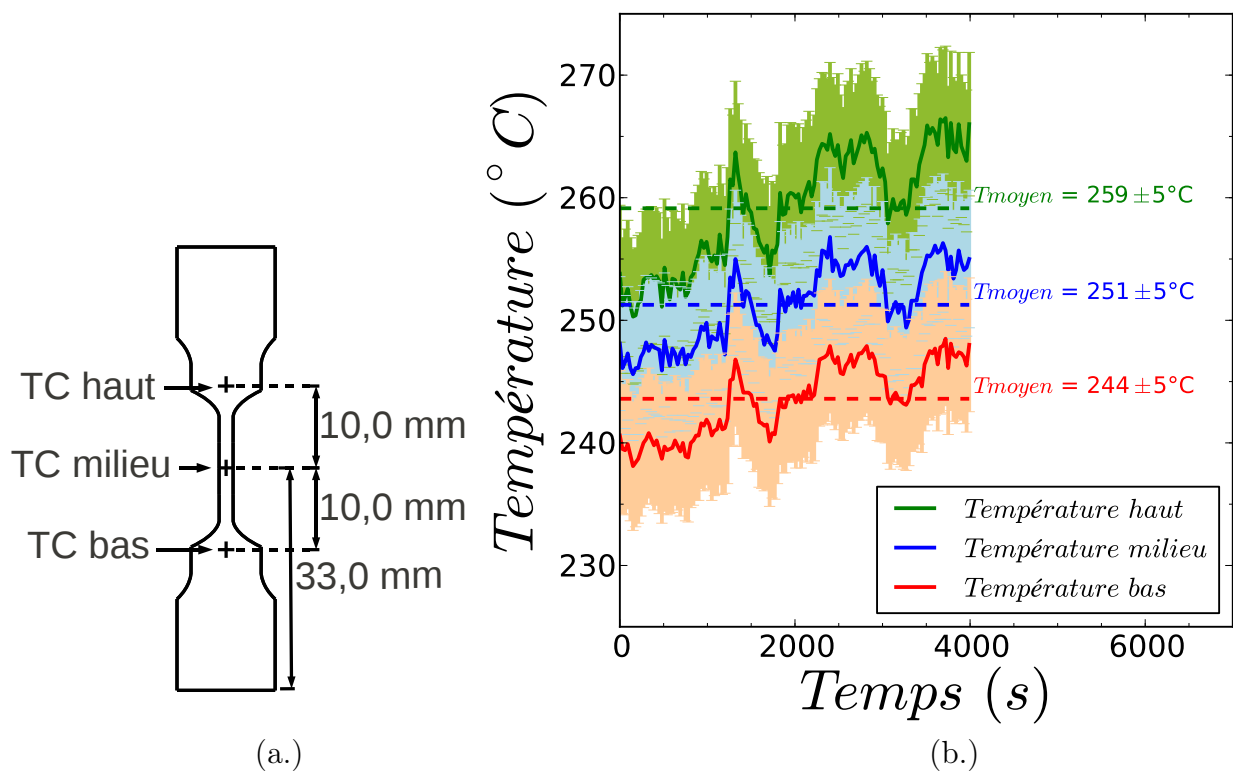 TC haut
10,0 mm
TC milieu
10,0 mm
TC bas
33,0 mm
(a.)
Température (° C)
270
260
250
240
230
Tmoyen = 259 ±5°C
Tmoyen = 251 ±5°C
Tmoyen = 244 ±5°C
Température haut
Température milieu
Température bas
0 2000 4000 6000
Temps (s)
(b.)